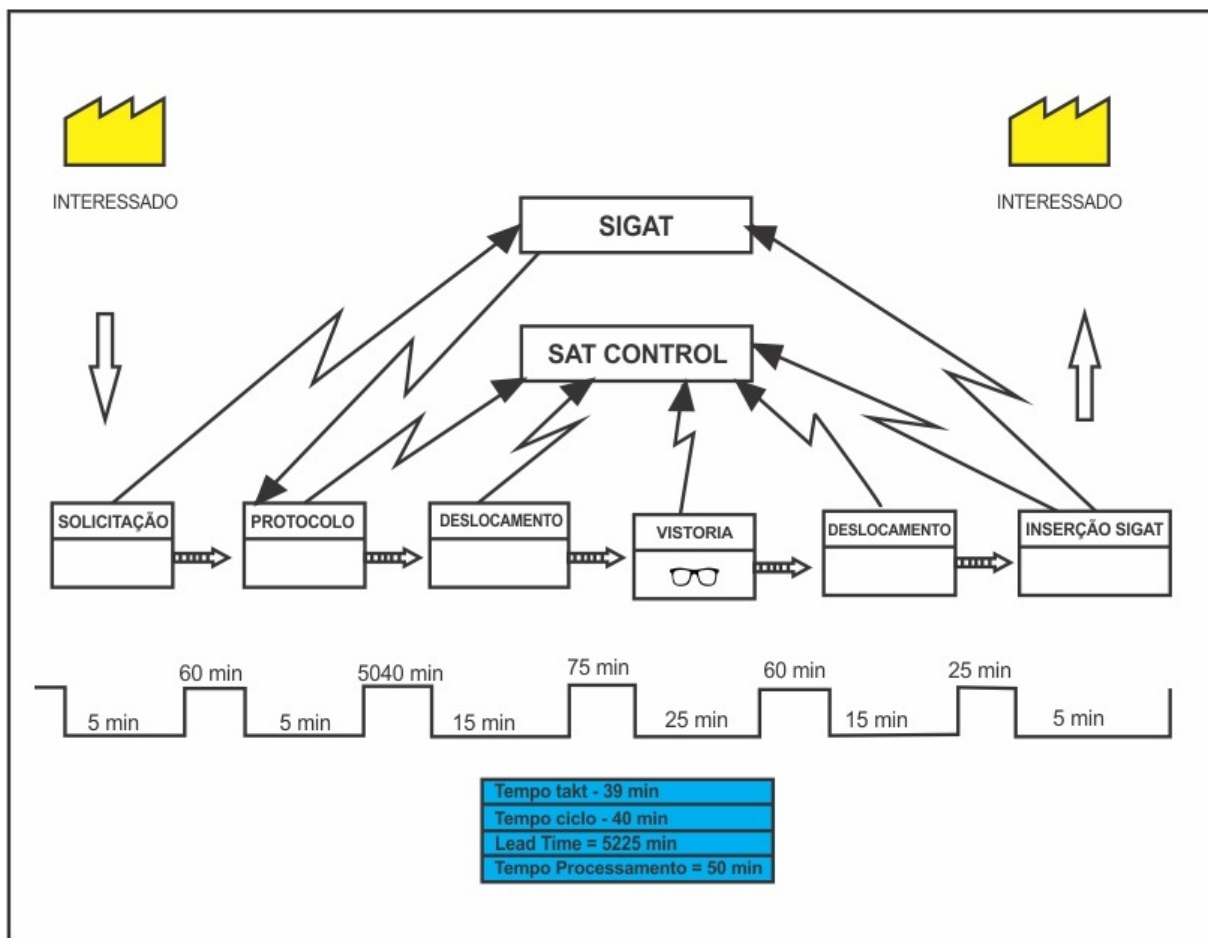 INTERESSADO
INTERESSADO
SIGAT
SAT CONTROL
SOLICITAÇÃO
PROTOCOLO
DESLOCAMENTO
VISTORIA
DESLOCAMENTO
INSERÇÃO SIGAT
60 min
5040 min
75 min
60 min
25 min
5 min
5 min
15 min
25 min
15 min
5 min
Tempo takt - 39 min
Tempo ciclo - 40 min
Lead Time = 5225 min
Tempo Processamento = 50 min